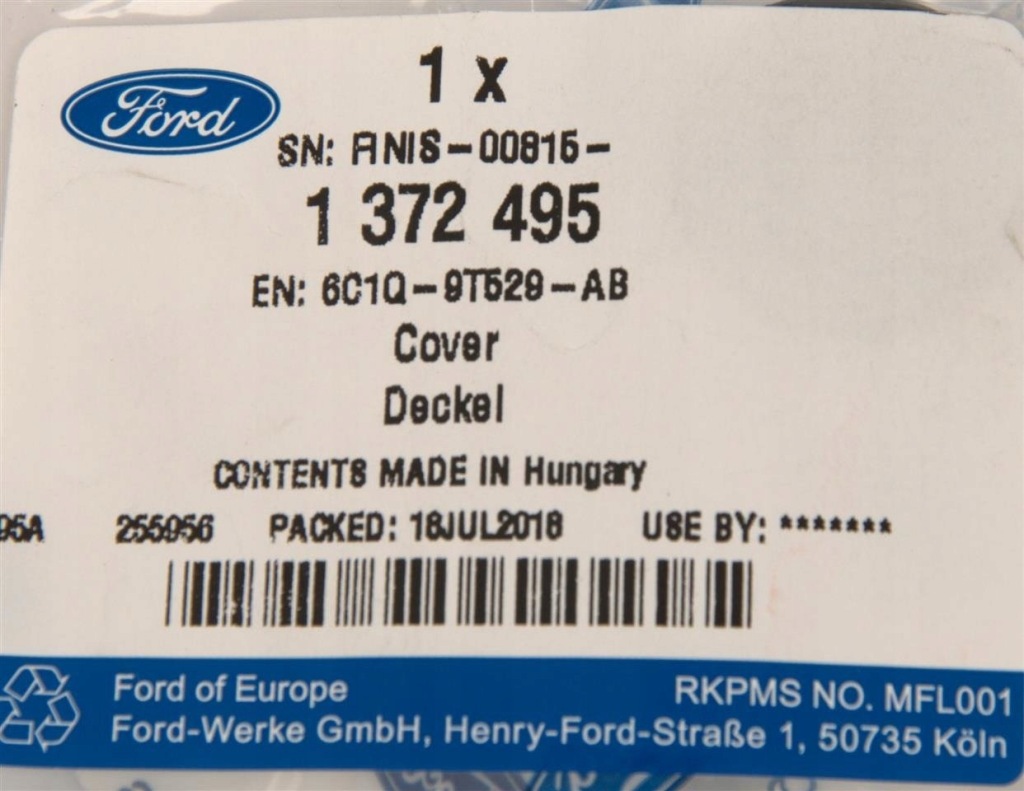 Ford
1 x
SN: FINIS-00815-
1 372 495
EN: 6C1Q-9T529-AB
Cover
Deckel
CONTENTS MADE IN Hungary
95A 255956 PACKED: 18JUL2018 USE BY: *******
Ford of Europe RKPMS NO. MFL001
Ford-Werke GmbH, Henry-Ford-Straße 1, 50735 Köln